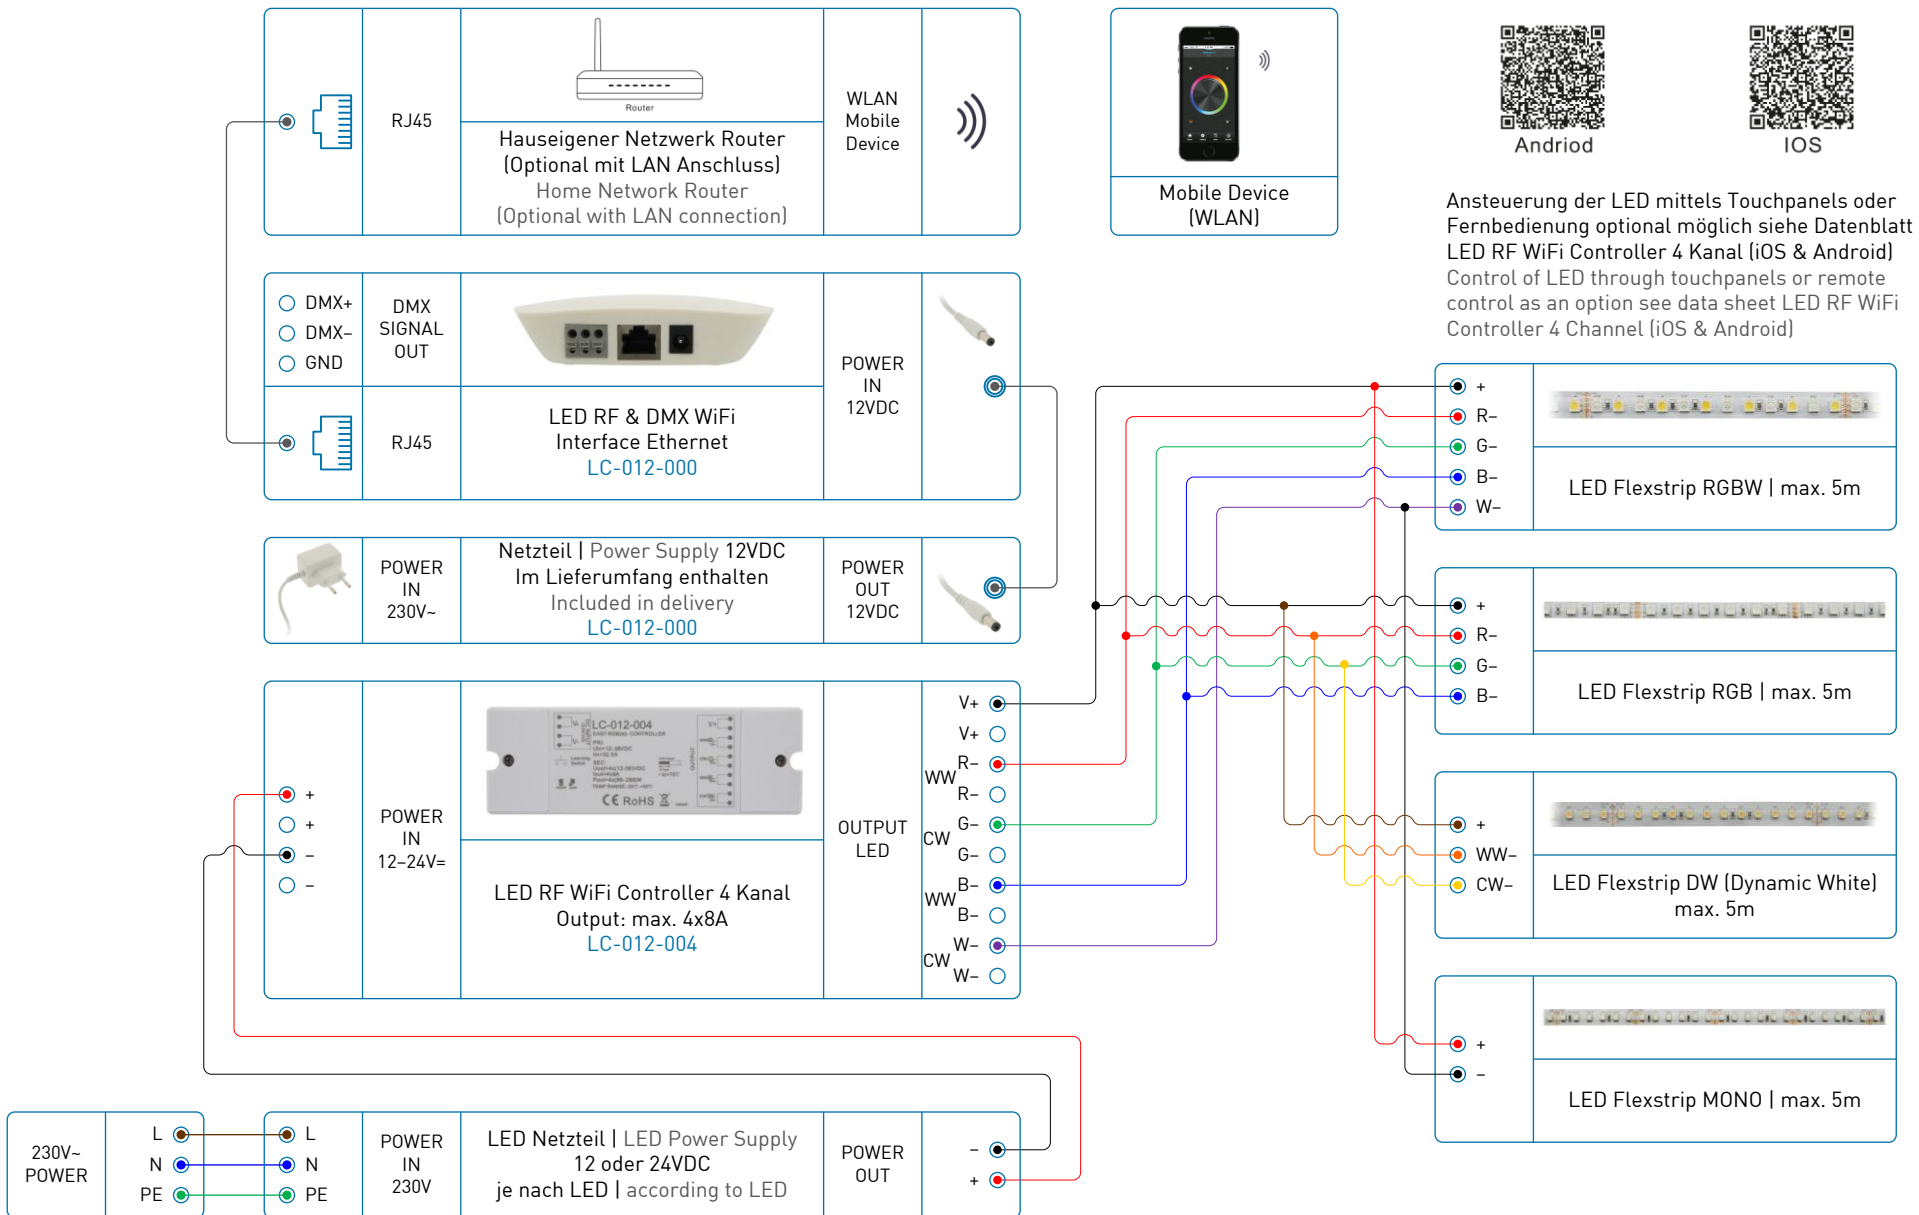 RJ45
Router
Hauseigener Netzwerk Router
(Optional mit LAN Anschluss)
Home Network Router
(Optional with LAN connection)
WLAN
Mobile
Device
Mobile Device
(WLAN)
Andriod
IOS
Ansteuerung der LED mittels Touchpanels oder
Fernbedienung optional möglich siehe Datenblatt
LED RF WiFi Controller 4 Kanal (iOS & Android)
Control of LED through touchpanels or remote
control as an option see data sheet LED RF WiFi
Controller 4 Channel (iOS & Android)
DMX+
DMX–
GND
DMX
SIGNAL
OUT
RJ45
LED RF & DMX WiFi
Interface Ethernet
LC-012-000
POWER
IN
12VDC
POWER
IN
230V~
Netzteil | Power Supply 12VDC
Im Lieferumfang enthalten
Included in delivery
LC-012-000
POWER
OUT
12VDC
+
+
–
–
POWER
IN
12–24V=
LC-012-004
EASY RGB(W)-CONTROLLER
CE RoHS
LED RF WiFi Controller 4 Kanal
Output: max. 4x8A
LC-012-004
OUTPUT
LED
V+
V+
R–
WW
R–
G–
CW
G–
B–
WW
B–
W–
CW
W–
+
R–
G–
B–
W–
LED Flexstrip RGBW | max. 5m
+
R–
G–
B–
LED Flexstrip RGB | max. 5m
+
WW–
CW–
LED Flexstrip DW (Dynamic White)
max. 5m
+
–
LED Flexstrip MONO | max. 5m
230V~
POWER
L
N
PE
L
N
PE
POWER
IN
230V
LED Netzteil | LED Power Supply
12 oder 24VDC
je nach LED | according to LED
POWER
OUT
–
+